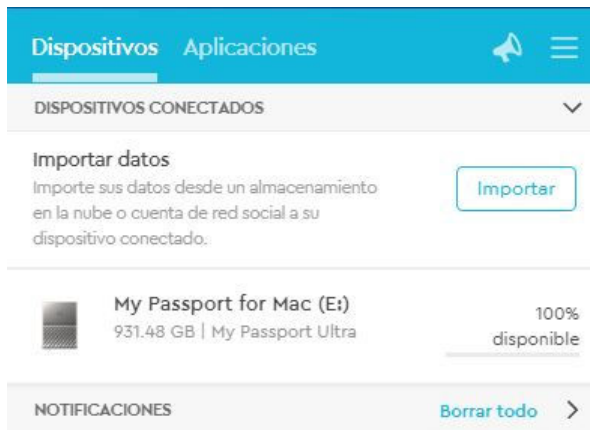 Dispositivos Aplicaciones
DISPOSITIVOS CONECTADOS
Importar datos
Importe sus datos desde un almacenamiento
en la nube o cuenta de red social a su
dispositivo conectado.
Importar
My Passport for Mac (E:)
931.48 GB | My Passport Ultra
100%
disponible
NOTIFICACIONES
Borrar todo